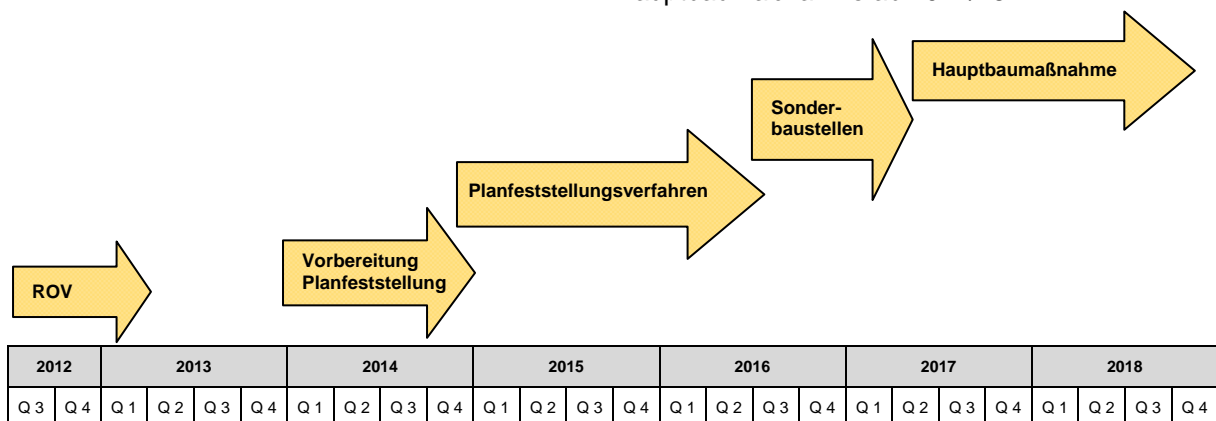 Hauptbaumaßnahme
Sonder-
baustellen
Planfeststellungsverfahren
Vorbereitung
Planfeststellung
ROV
2012 2013 2014 2015 2016 2017 2018
Q 3 Q 4 Q 1 Q 2 Q 3 Q 4 Q 1 Q 2 Q 3 Q 4 Q 1 Q 2 Q 3 Q 4 Q 1 Q 2 Q 3 Q 4 Q 1 Q 2 Q 3 Q 4 Q 1 Q 2 Q 3 Q 4